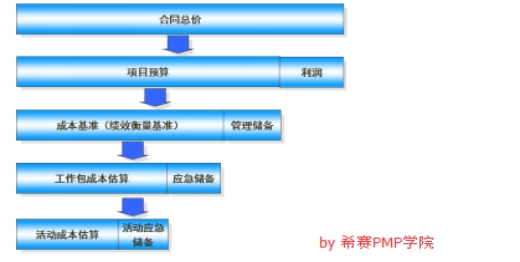 合同总价
项目预算
利润
成本基准（绩效衡量基准）
管理储备
工作包成本估算
应急储备
活动成本估算
活动应急
储备
by 希赛PMP学院